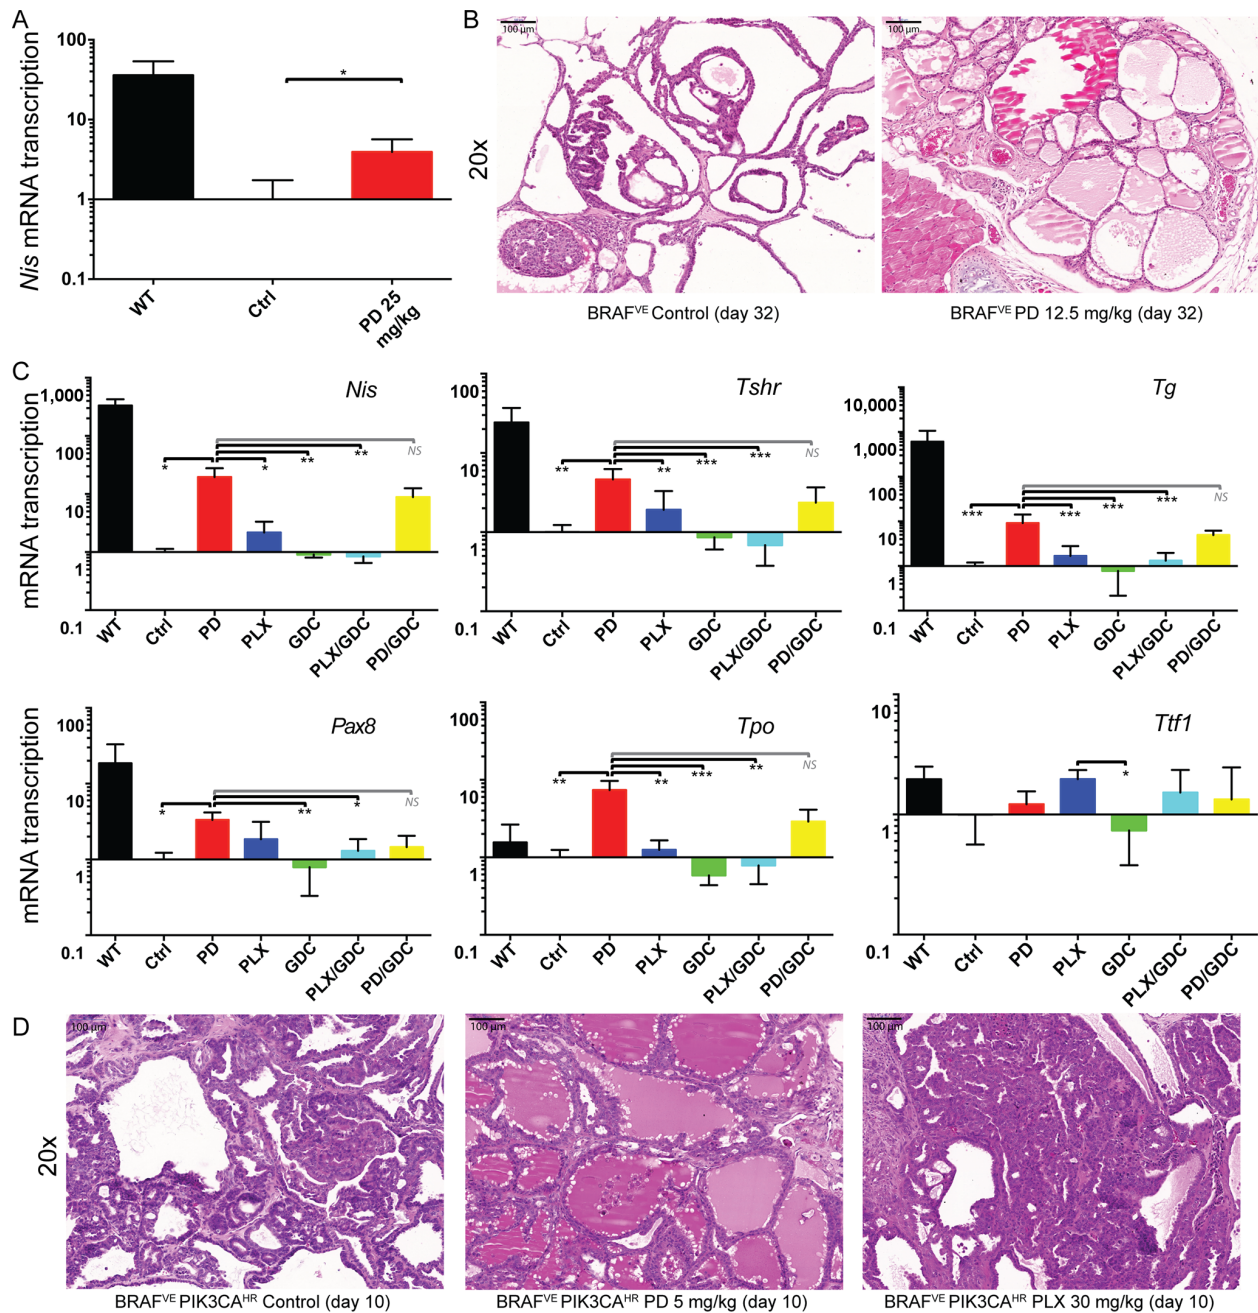 A
Nis mRNA transcription
100
10
1
0.1
*
WT
Ctrl
PD 25
mg/kg
B
20x
100 µm
100 µm
BRAFVE Control (day 32)
BRAFVE PD 12.5 mg/kg (day 32)
C
mRNA transcription
Nis
1,000
100
10
1
0.1
*
*
**
**
NS
WT
Ctrl
PD
PLX
GDC
PLX/GDC
PD/GDC
Tshr
100
10
1
0.1
**
**
***
***
NS
WT
Ctrl
PD
PLX
GDC
PLX/GDC
PD/GDC
Tg
10,000
1,000
100
10
1
0.1
***
***
***
***
NS
WT
Ctrl
PD
PLX
GDC
PLX/GDC
PD/GDC
mRNA transcription
Pax8
100
10
1
0.1
*
**
*
NS
WT
Ctrl
PD
PLX
GDC
PLX/GDC
PD/GDC
Tpo
100
10
1
0.1
**
**
***
**
NS
WT
Ctrl
PD
PLX
GDC
PLX/GDC
PD/GDC
Ttf1
10
1
0.1
*
WT
Ctrl
PD
PLX
GDC
PLX/GDC
PD/GDC
D
20x
100 µm
100 µm
100 µm
BRAFVE PIK3CAHR Control (day 10)
BRAFVE PIK3CAHR PD 5 mg/kg (day 10)
BRAFVE PIK3CAHR PLX 30 mg/kg (day 10)